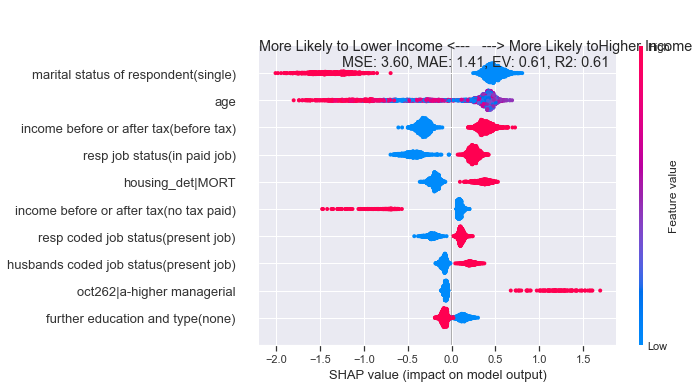 More Likely to Lower Income <--- ---> More Likely toHigher Income
MSE: 3.60, MAE: 1.41, EV: 0.61, R2: 0.61
High
marital status of respondent(single)
age
income before or after tax(before tax)
resp job status(in paid job)
housing_det|MORT
income before or after tax(no tax paid)
resp coded job status(present job)
husbands coded job status(present job)
oct262|a-higher managerial
further education and type(none)
Feature value
Low
-2.0 -1.5 -1.0 -0.5 0.0 0.5 1.0 1.5
SHAP value (impact on model output)